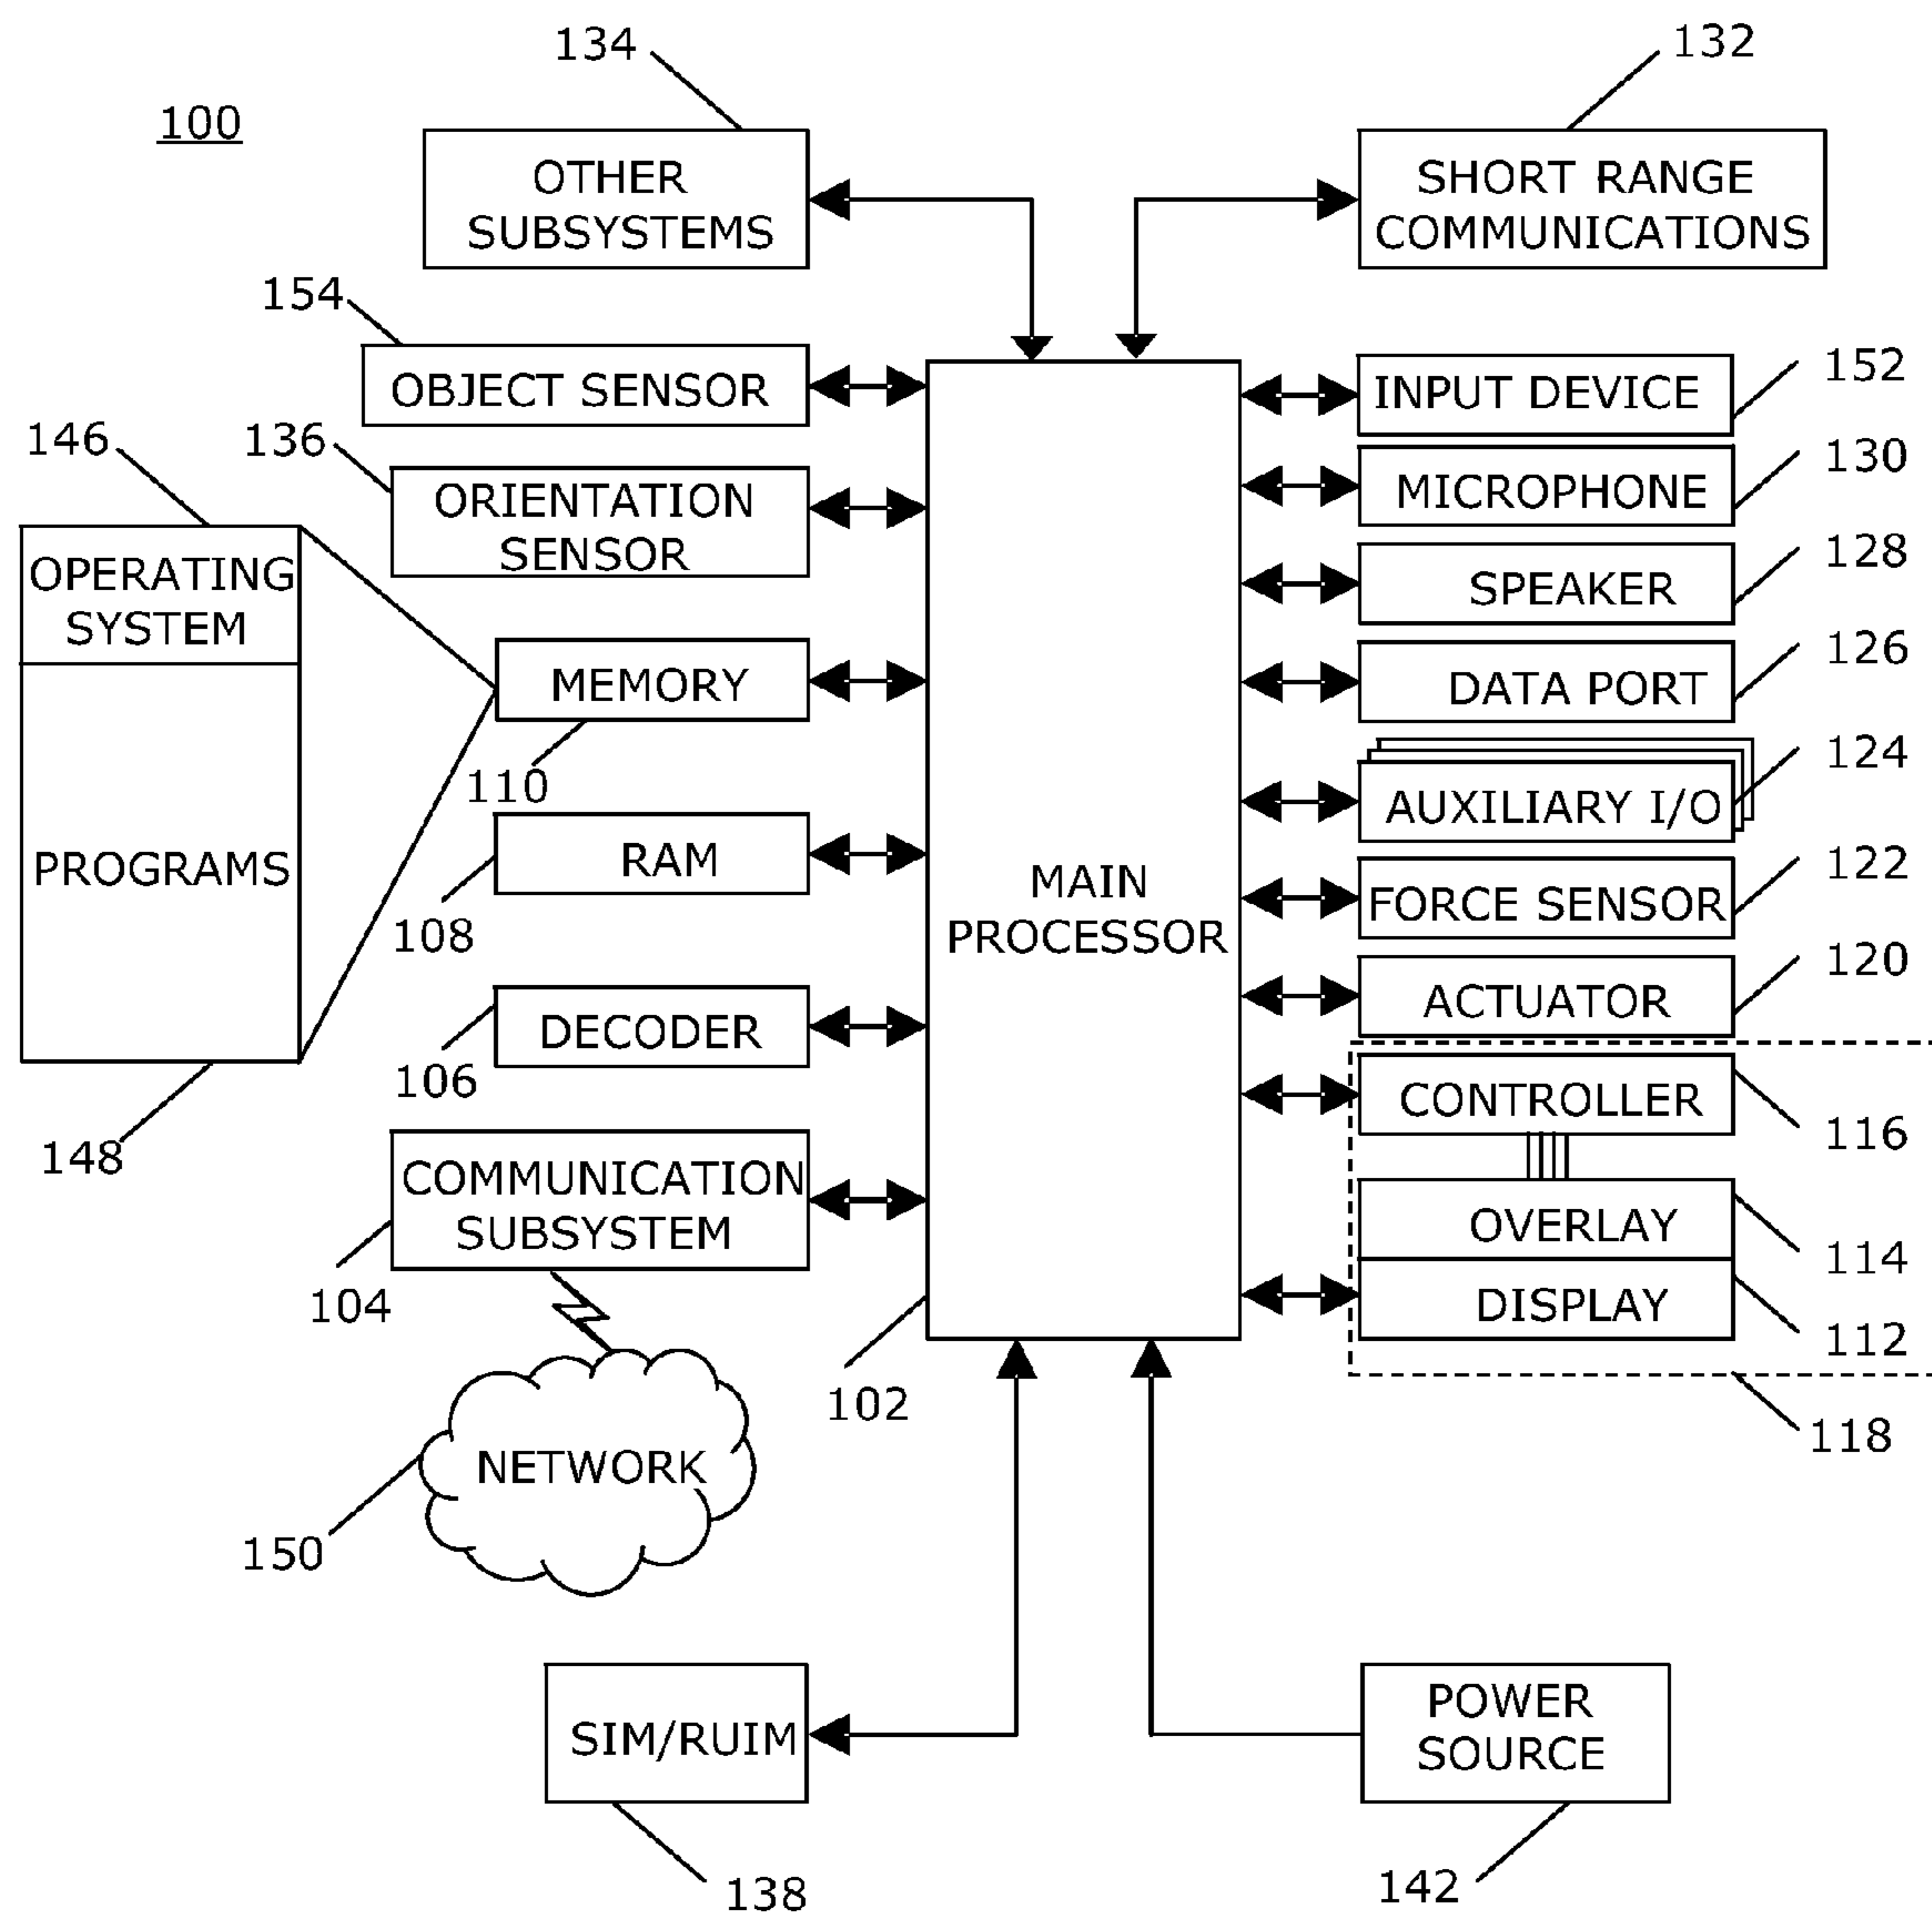 134
132
100
OTHER
SUBSYSTEMS
SHORT RANGE
COMMUNICATIONS
154
OBJECT SENSOR
INPUT DEVICE
152
146
136
ORIENTATION
SENSOR
MICROPHONE
130
OPERATING
SYSTEM
SPEAKER
128
MEMORY
110
DATA PORT
126
AUXILIARY I/O
124
PROGRAMS
RAM
108
MAIN
PROCESSOR
FORCE SENSOR
122
DECODER
106
ACTUATOR
120
148
CONTROLLER
116
COMMUNICATION
SUBSYSTEM
104
OVERLAY
114
DISPLAY
112
102
118
NETWORK
150
SIM/RUIM
138
POWER
SOURCE
142